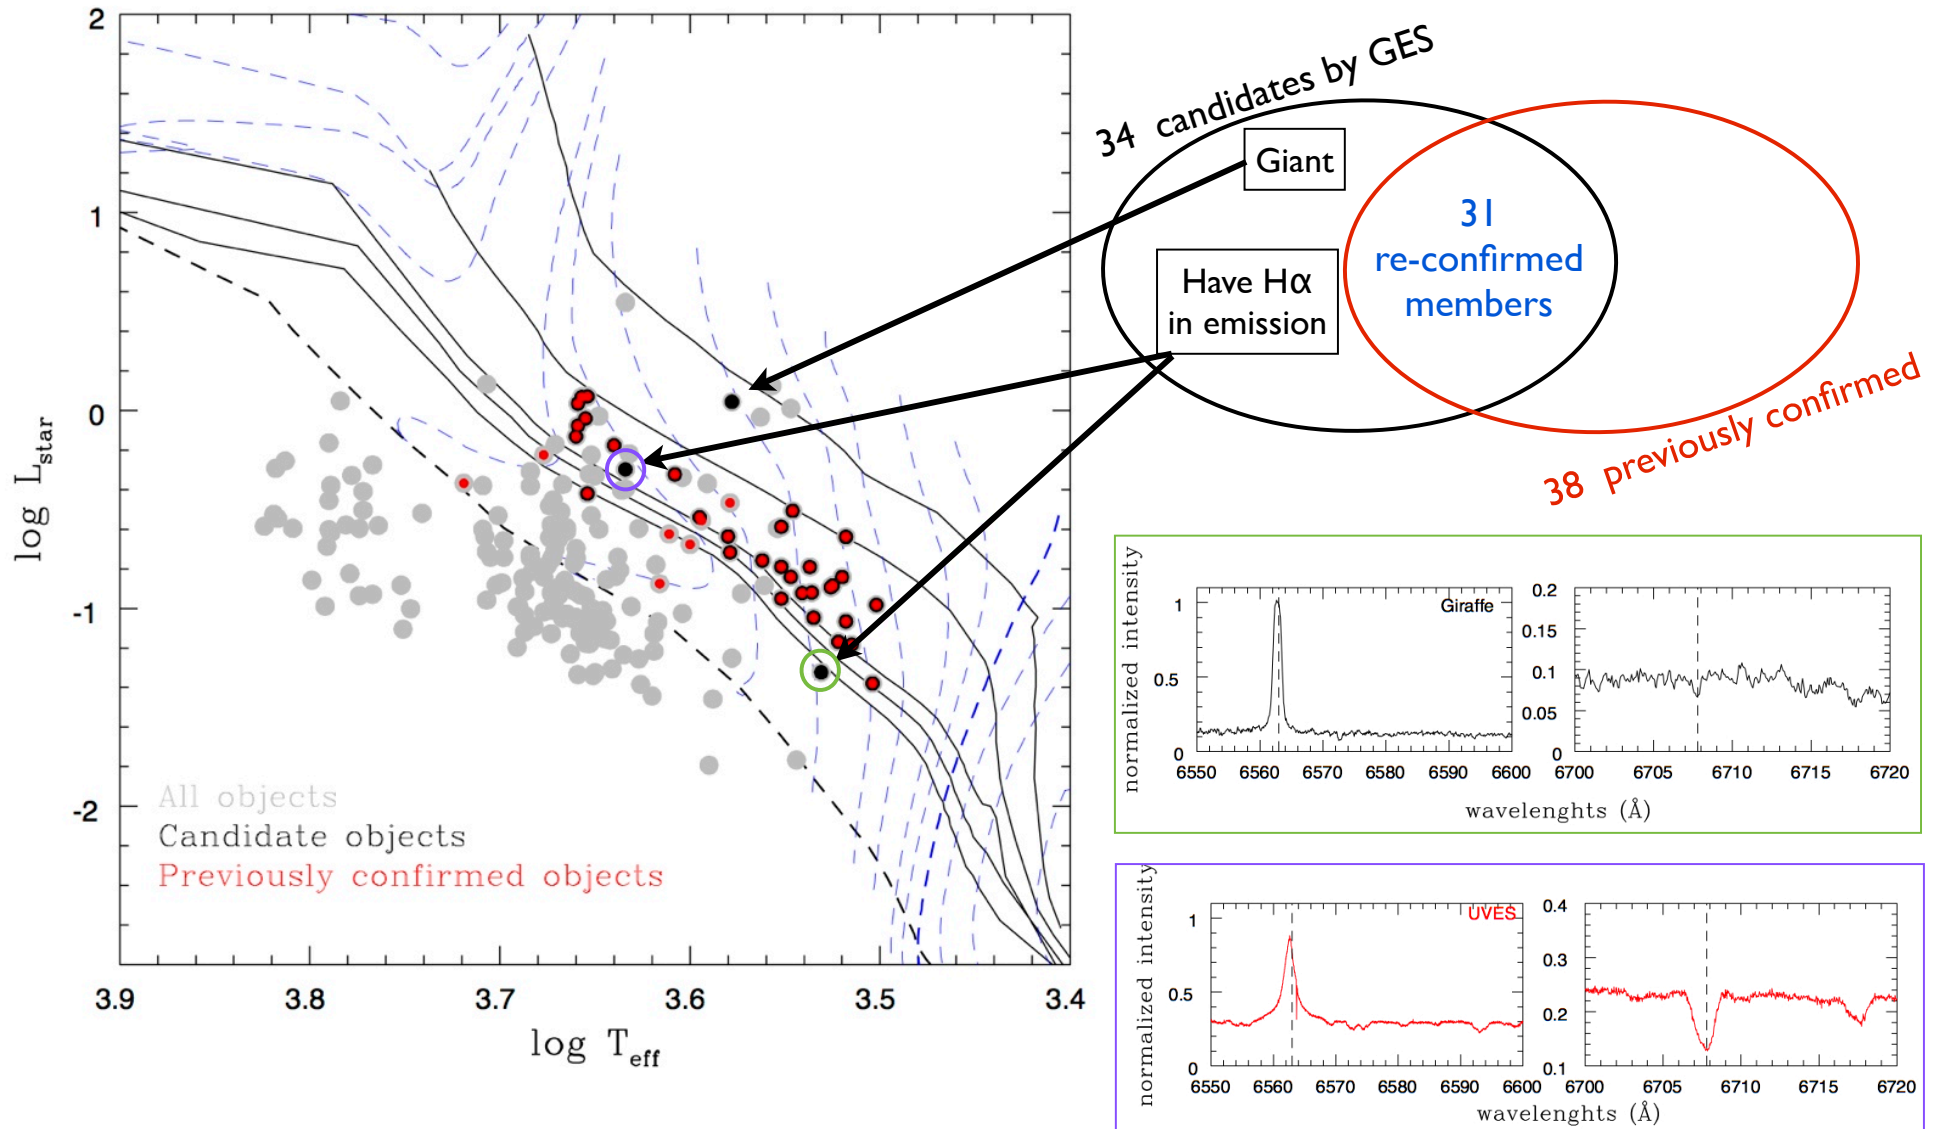 2
1
0
-1
-2
log L_star
3.9 3.8 3.7 3.6 3.5 3.4
log T_eff
All objects
Candidate objects
Previously confirmed objects
34 candidates by GES
Giant
Have Hα
in emission
31
re-confirmed
members
38 previously confirmed
normalized intensity
1
0.5
0
Giraffe
6550 6560 6570 6580 6590 6600
0.2
0.15
0.1
0.05
0
6700 6705 6710 6715 6720
wavelenghts (Å)
normalized intensity
1
0.5
0
UVES
6550 6560 6570 6580 6590 6600
0.4
0.3
0.2
0.1
6700 6705 6710 6715 6720
wavelenghts (Å)